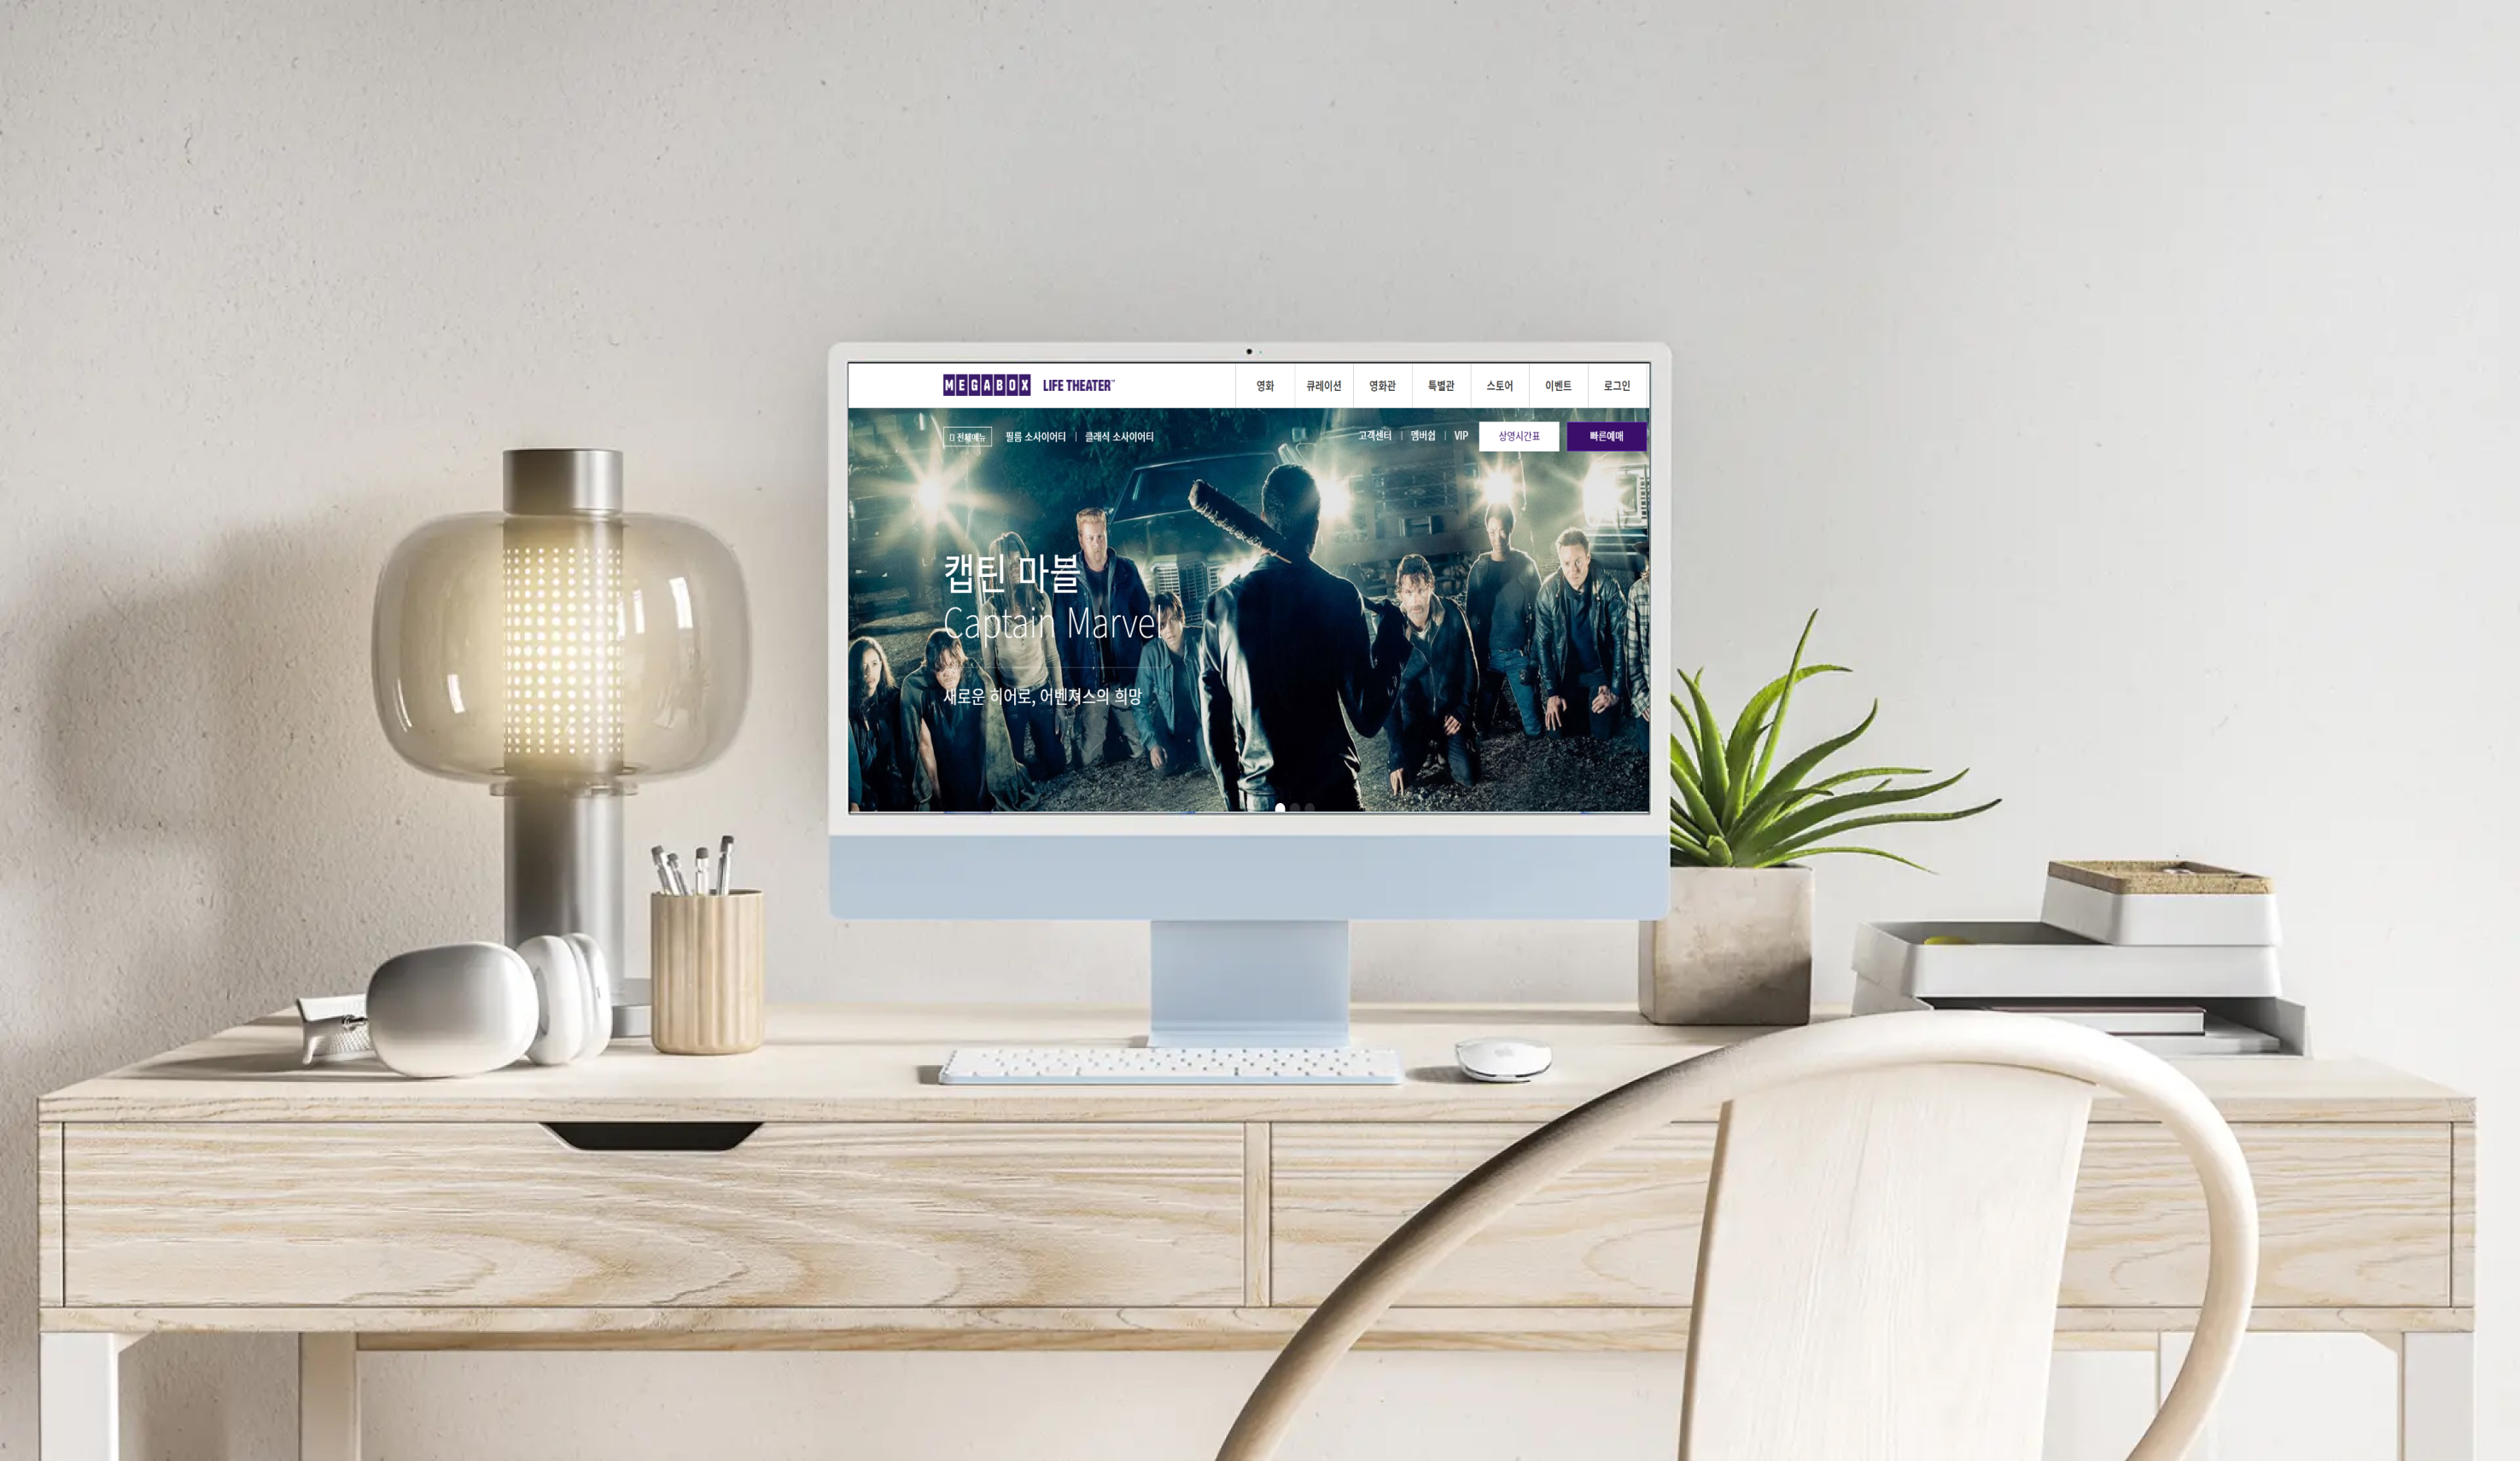 MEGABOX LIFE THEATER™
영화 큐레이션 영화관 특별관 스토어 이벤트 로그인
전체메뉴 필름 소사이어티 | 클래식 소사이어티
고객센터 | 멤버쉽 | VIP 상영시간표 빠른예매
캡틴 마블
Captain Marvel
새로운 히어로, 어벤져스의 희망